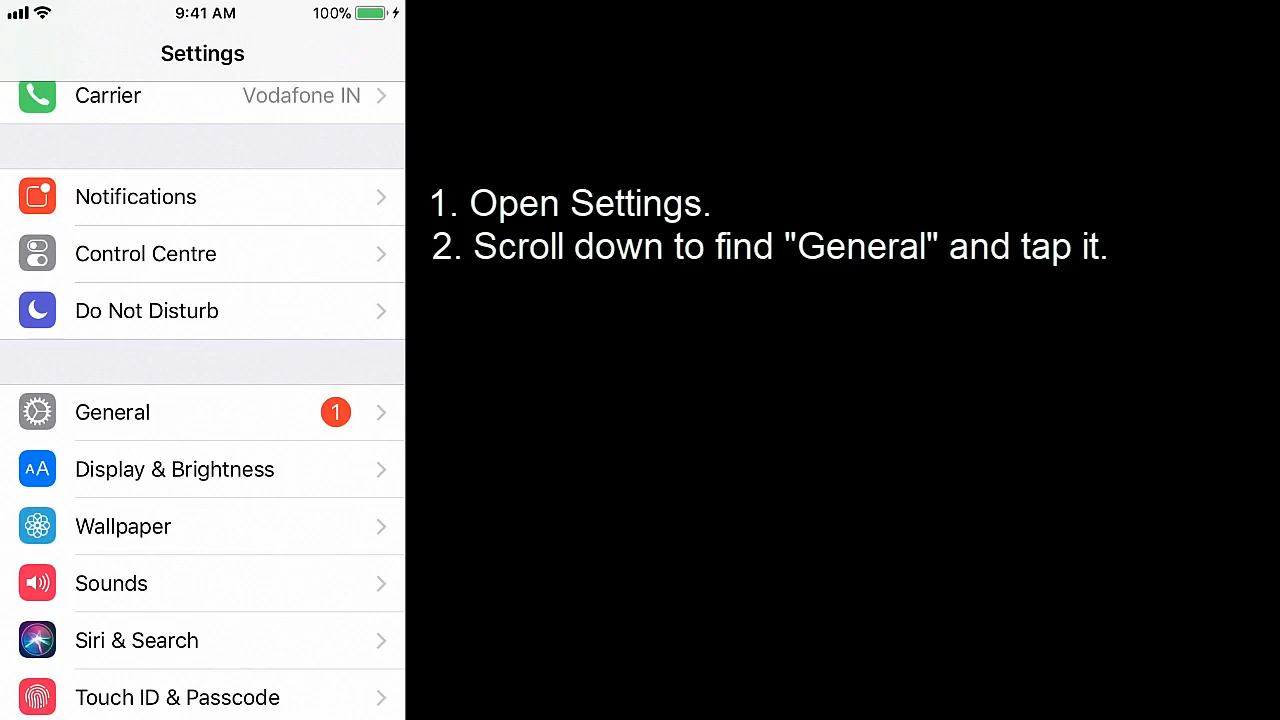 9:41 AM
100%
Settings
Carrier
Vodafone IN
Notifications
Control Centre
Do Not Disturb
General
1
AA Display & Brightness
Wallpaper
Sounds
Siri & Search
Touch ID & Passcode
1. Open Settings.
2. Scroll down to find "General" and tap it.